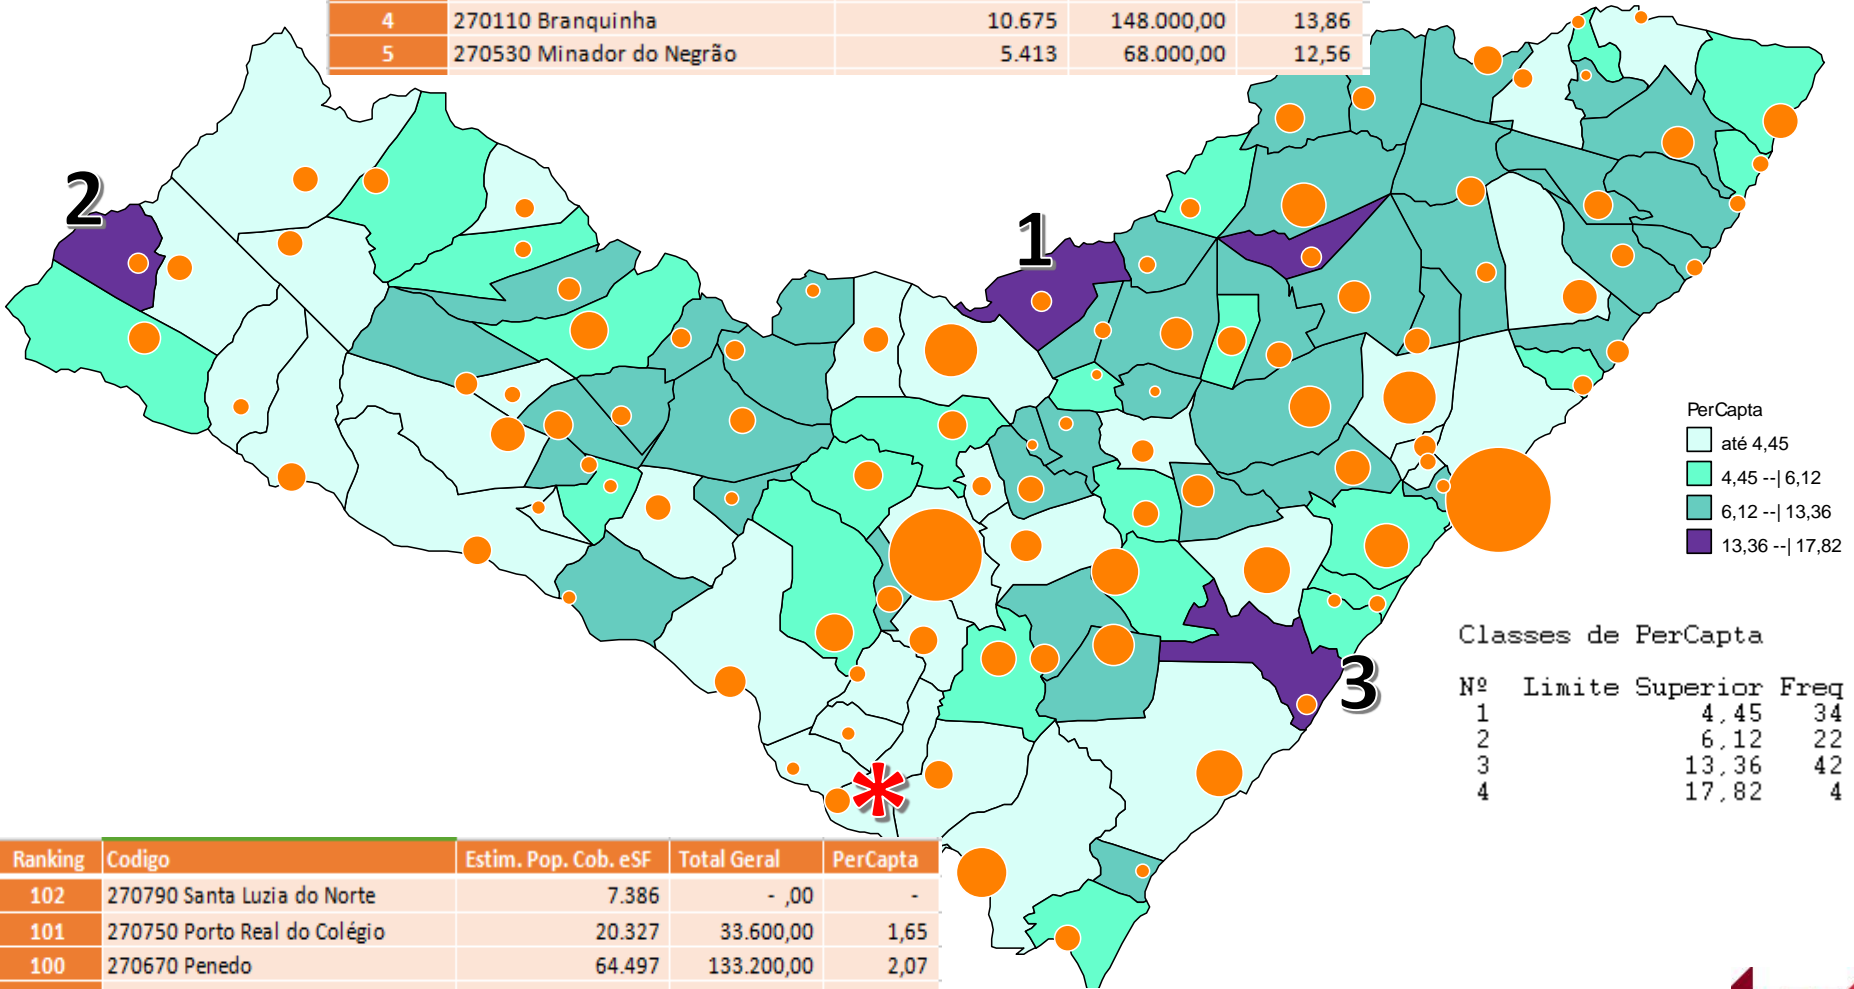 4 270110 Branquinha 10.675 148.000,00 13,86
5 270530 Minador do Negrão 5.413 68.000,00 12,56
2
1
3
*
PerCapta
até 4,45
4,45 --| 6,12
6,12 --| 13,36
13,36 --| 17,82
Classes de PerCapta
Nº Limite Superior Freq
1 4,45 34
2 6,12 22
3 13,36 42
4 17,82 4
Ranking Codigo Estim. Pop. Cob. eSF Total Geral PerCapta
102 270790 Santa Luzia do Norte 7.386 - ,00 -
101 270750 Porto Real do Colégio 20.327 33.600,00 1,65
100 270670 Penedo 64.497 133.200,00 2,07